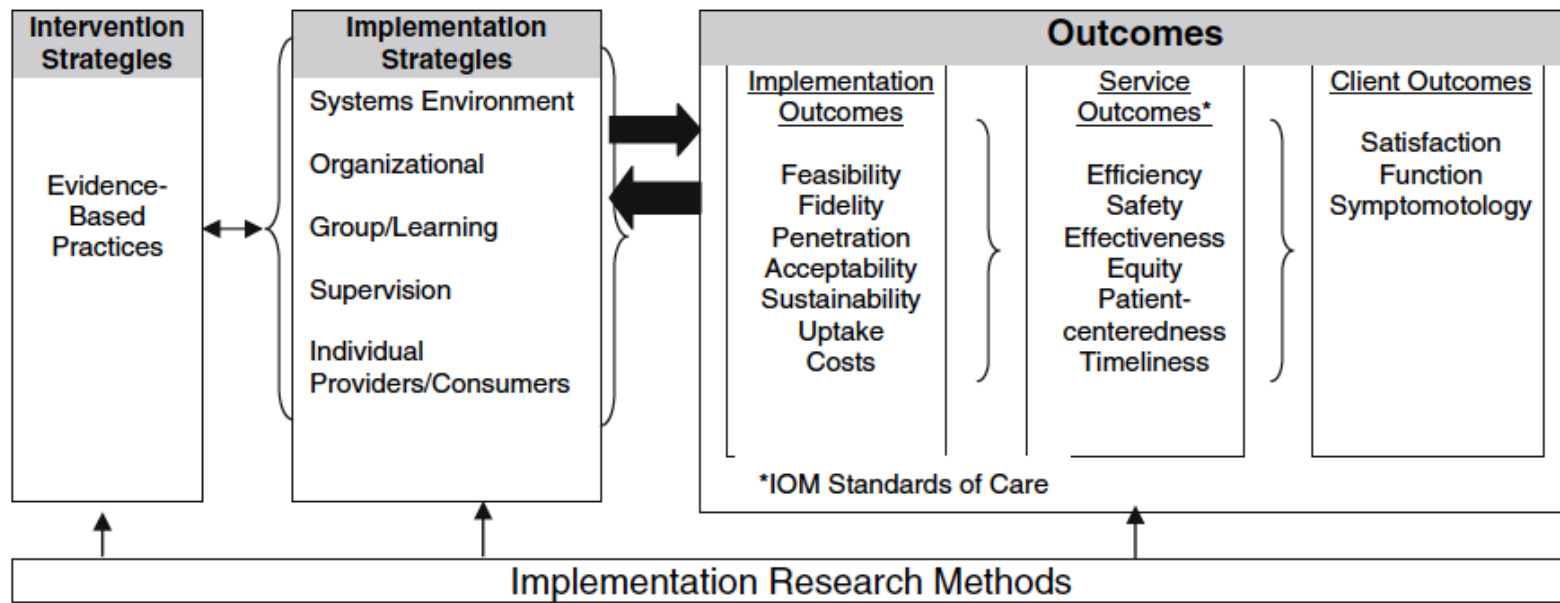 Intervention
Strategies
Evidence-
Based
Practices
Implementation
Strategies
Systems Environment
Organizational
Group/Learning
Supervision
Individual
Providers/Consumers
Outcomes
Implementation
Outcomes
Feasibility
Fidelity
Penetration
Acceptability
Sustainability
Uptake
Costs
Service
Outcomes*
Efficiency
Safety
Effectiveness
Equity
Patient-
centeredness
Timeliness
Client Outcomes
Satisfaction
Function
Symptomotology
*IOM Standards of Care
Implementation Research Methods